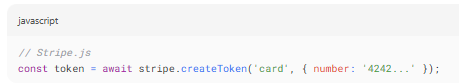 javascript
// Stripe.js
const token = await stripe.createToken('card', { number: '4242...' });